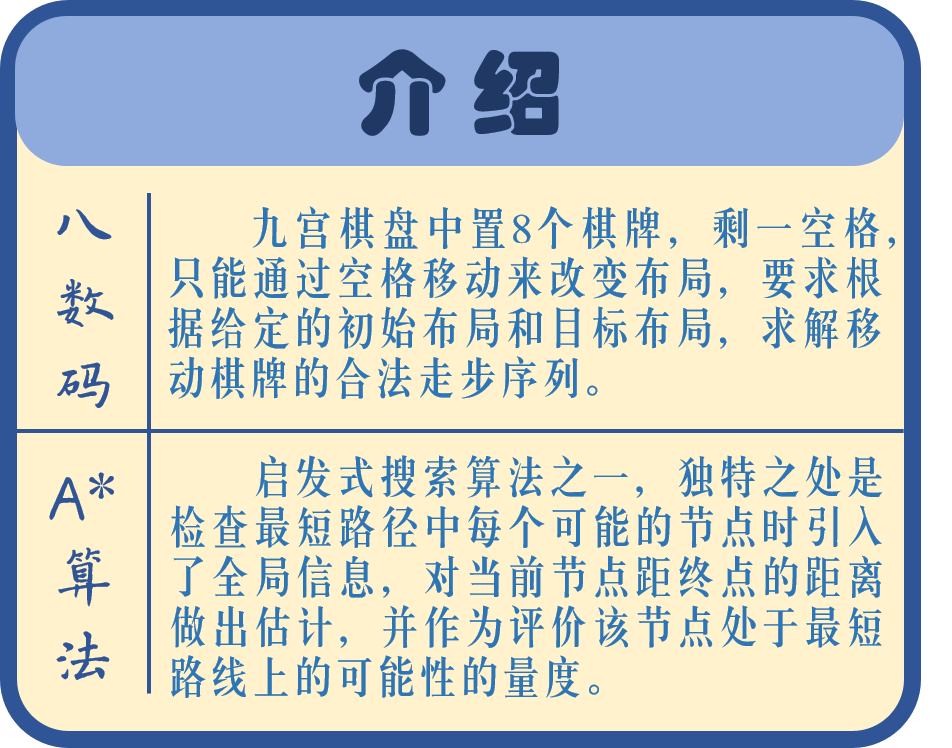 介绍
八数码
九宫棋盘中置8个棋牌，剩一空格，
只能通过空格移动来改变布局，要求根
据给定的初始布局和目标布局，求解移
动棋牌的合法走步序列。
A*算法
启发式搜索算法之一，独特之处是
检查最短路径中每个可能的节点时引入
了全局信息，对当前节点距终点的距离
做出估计，并作为评价该节点处于最短
路线上的可能性的量度。